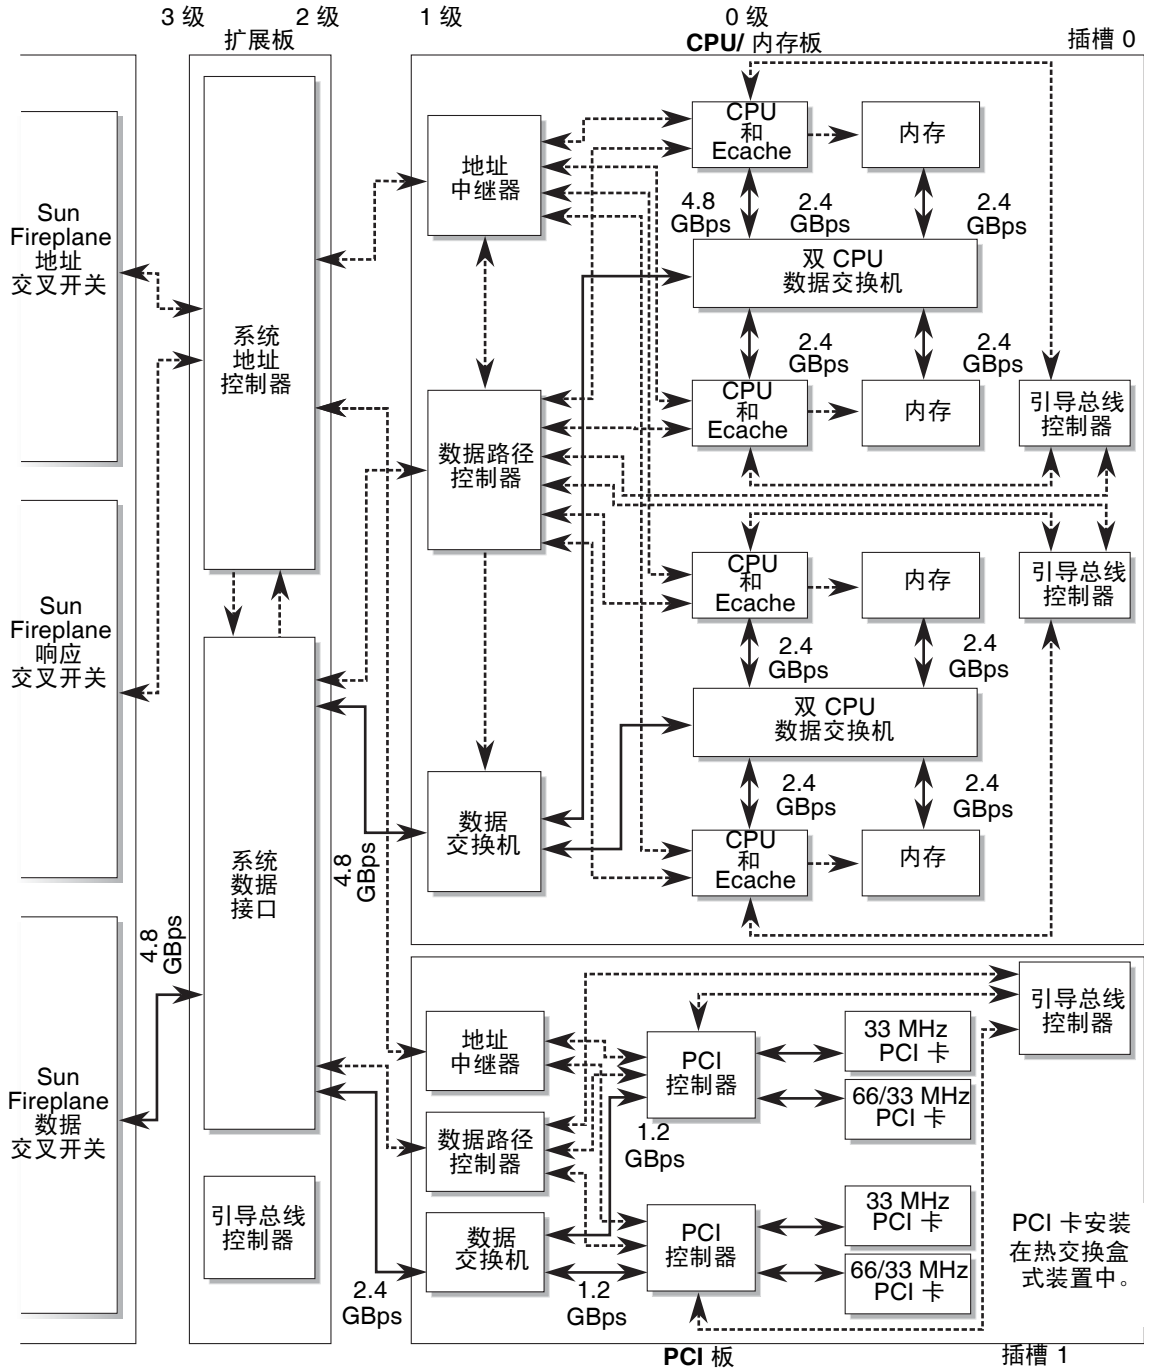 3 级
2 级
1 级
0 级
扩展板
CPU/ 内存板
插槽 0
Sun
Fireplane
地址
交叉开关
Sun
Fireplane
响应
交叉开关
Sun
Fireplane
数据
交叉开关
4.8
GBps
系统
地址
控制器
系统
数据
接口
引导总线
控制器
4.8
GBps
2.4
GBps
地址
中继器
数据路径
控制器
数据
交换机
CPU
和
Ecache
内存
4.8
GBps
2.4
GBps
2.4
GBps
双 CPU
数据交换机
2.4
GBps
2.4
GBps
CPU
和
Ecache
内存
引导总线
控制器
CPU
和
Ecache
内存
引导总线
控制器
2.4
GBps
2.4
GBps
双 CPU
数据交换机
2.4
GBps
2.4
GBps
CPU
和
Ecache
内存
地址
中继器
数据路径
控制器
数据
交换机
PCI
控制器
33 MHz
PCI 卡
66/33 MHz
PCI 卡
引导总线
控制器
1.2
GBps
PCI
控制器
33 MHz
PCI 卡
66/33 MHz
PCI 卡
1.2
GBps
PCI 卡安装
在热交换盒
式装置中。
PCI 板
插槽 1